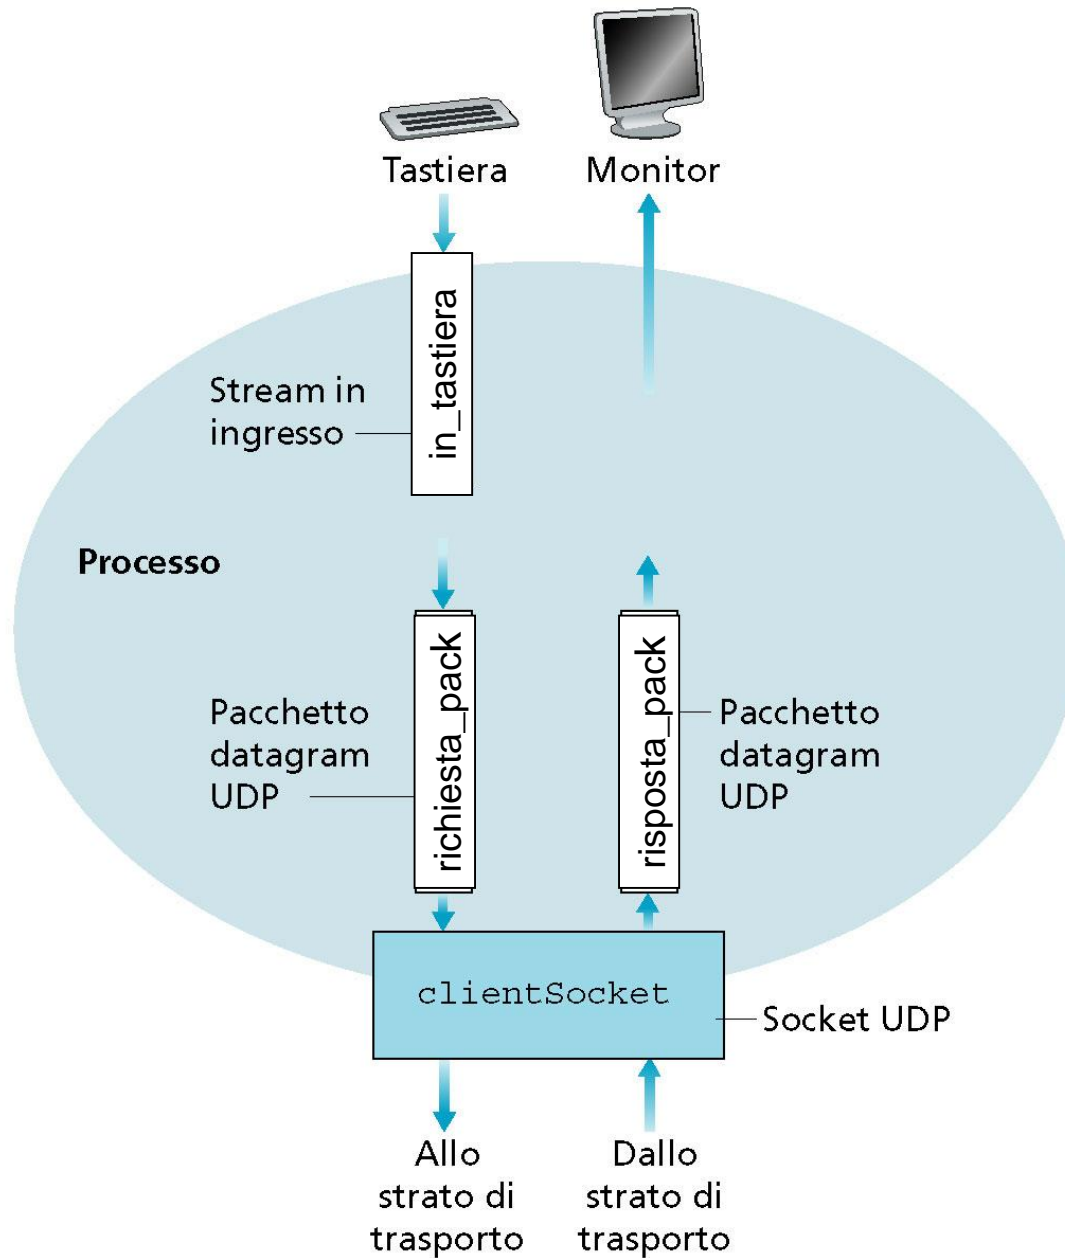 Tastiera
Monitor
in_tastiera
Stream in
ingresso
Processo
richiesta_pack
risposta_pack
Pacchetto
datagram
UDP
Pacchetto
datagram
UDP
clientSocket
Socket UDP
Allo
strato di
trasporto
Dallo
strato di
trasporto